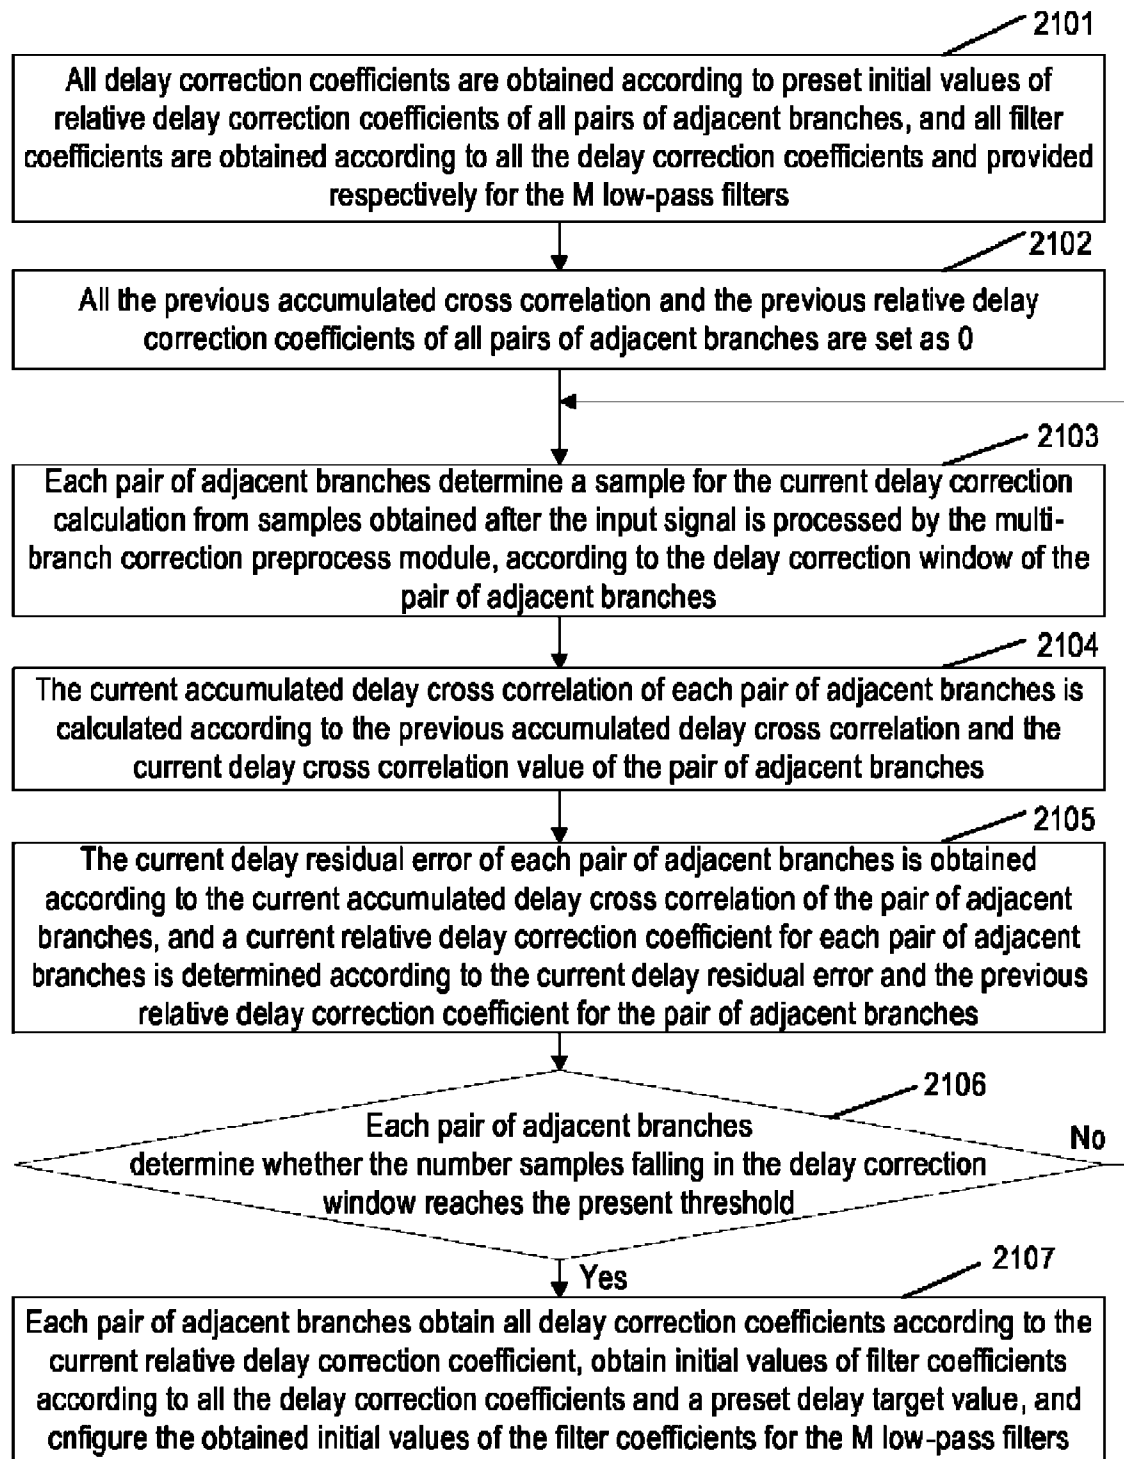 2101
All delay correction coefficients are obtained according to preset initial values of
relative delay correction coefficients of all pairs of adjacent branches, and all filter
coefficients are obtained according to all the delay correction coefficients and provided
respectively for the M low-pass filters
2102
All the previous accumulated cross correlation and the previous relative delay
correction coefficients of all pairs of adjacent branches are set as 0
2103
Each pair of adjacent branches determine a sample for the current delay correction
calculation from samples obtained after the input signal is processed by the multi-
branch correction preprocess module, according to the delay correction window of the
pair of adjacent branches
2104
The current accumulated delay cross correlation of each pair of adjacent branches is
calculated according to the previous accumulated delay cross correlation and the
current delay cross correlation value of the pair of adjacent branches
2105
The current delay residual error of each pair of adjacent branches is obtained
according to the current accumulated delay cross correlation of the pair of adjacent
branches, and a current relative delay correction coefficient for each pair of adjacent
branches is determined according to the current delay residual error and the previous
relative delay correction coefficient for the pair of adjacent branches
2106
Each pair of adjacent branches
determine whether the number samples falling in the delay correction
window reaches the present threshold
No
Yes
2107
Each pair of adjacent branches obtain all delay correction coefficients according to the
current relative delay correction coefficient, obtain initial values of filter coefficients
according to all the delay correction coefficients and a preset delay target value, and
cnfigure the obtained initial values of the filter coefficients for the M low-pass filters